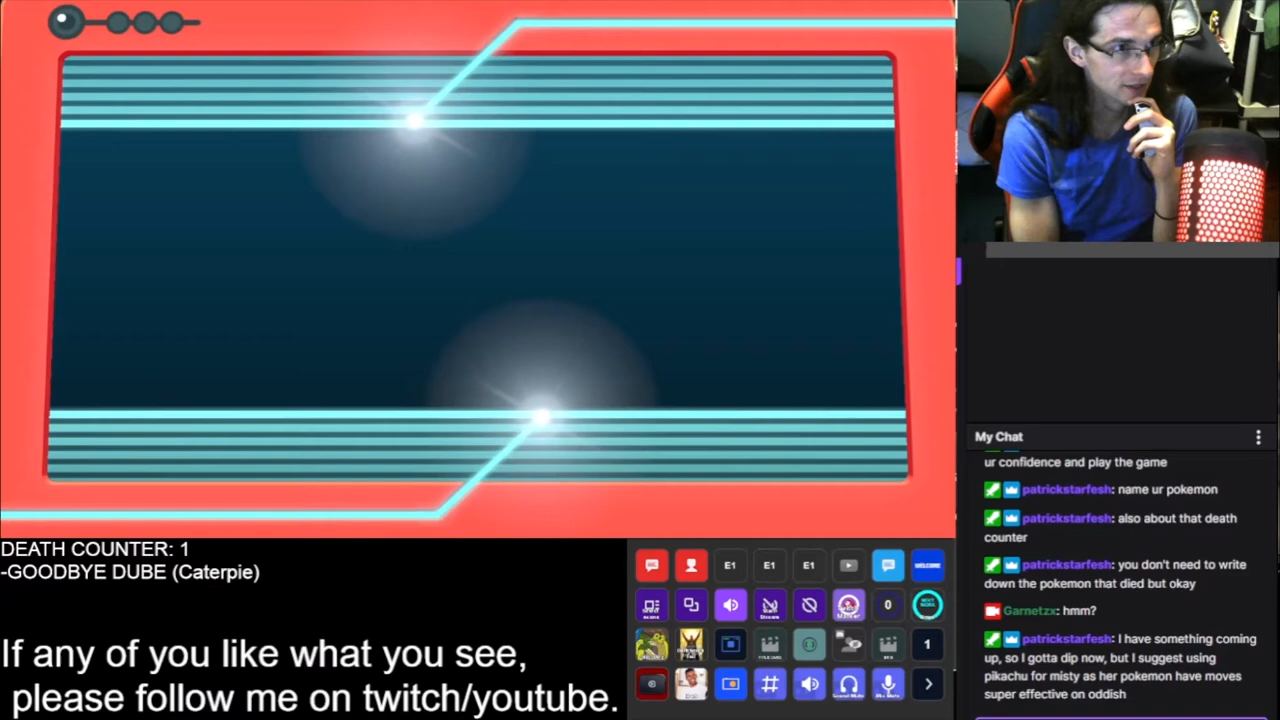 My Chat
ur confidence and play the game
patrickstarfesh: name ur pokemon
patrickstarfesh: also about that death
counter
patrickstarfesh: you don't need to write
down the pokemon that died but okay
Garnetzx: hmm?
patrickstarfesh: I have something coming
up, so I gotta dip now, but I suggest using
pikachu for misty as her pokemon have moves
super effective on oddish
DEATH COUNTER: 1
-GOODBYE DUBE (Caterpie)
If any of you like what you see,
please follow me on twitch/youtube.
E1 E1 E1 WELCOME
0
1